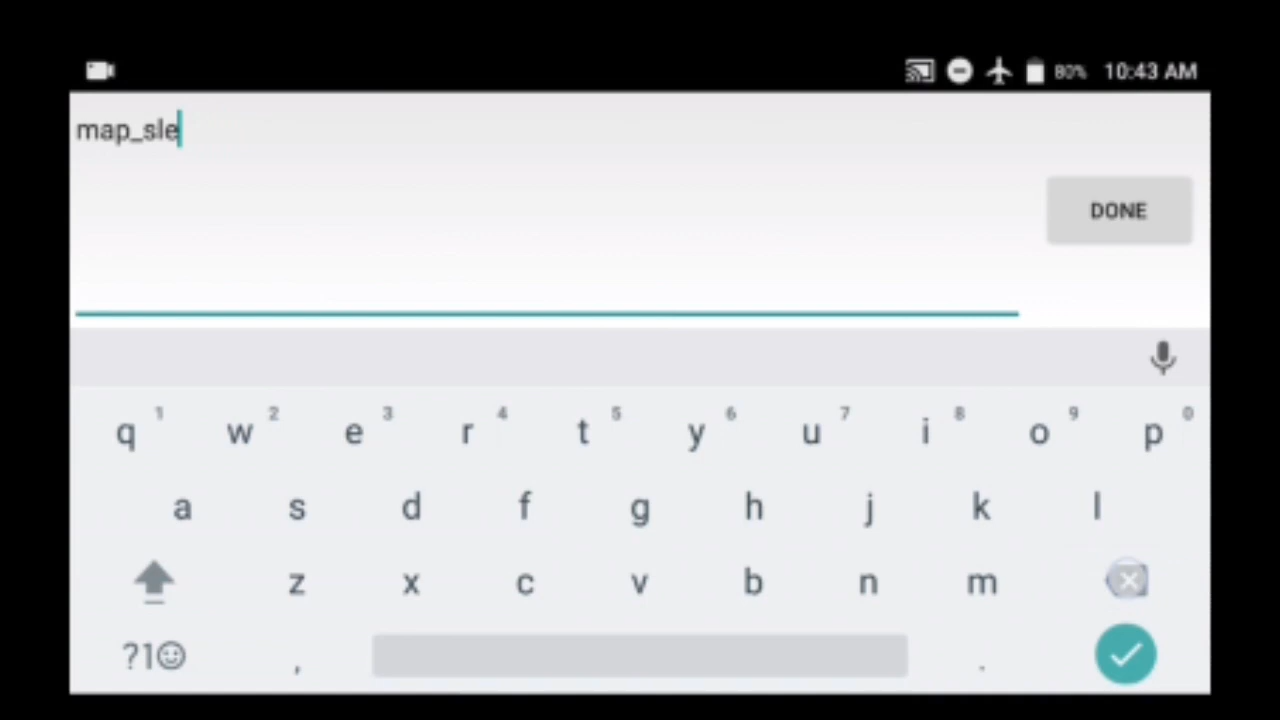 80% 10:43 AM
map_sle
DONE
q 1 w 2 e 3 r 4 t 5 y 6 u 7 i 8 o 9 p 0
a s d f g h j k l
z x c v b n m
?1☺ , .